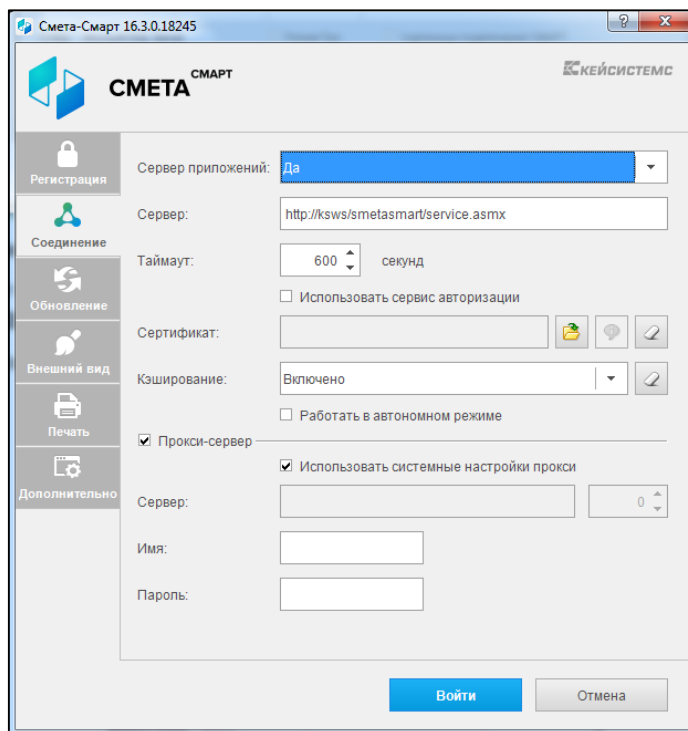 Смета-Смарт 16.3.0.18245
СМЕТА СМАРТ
КЕЙСИСТЕМС
Регистрация
Соединение
Обновление
Внешний вид
Печать
Дополнительно
Сервер приложений: Да
Сервер: http://ksws/smetasmart/service.asmx
Таймаут: 600 секунд
Использовать сервис авторизации
Сертификат:
Кэширование: Включено
Работать в автономном режиме
Прокси-сервер
Использовать системные настройки прокси
Сервер: 0
Имя:
Пароль:
Войти Отмена